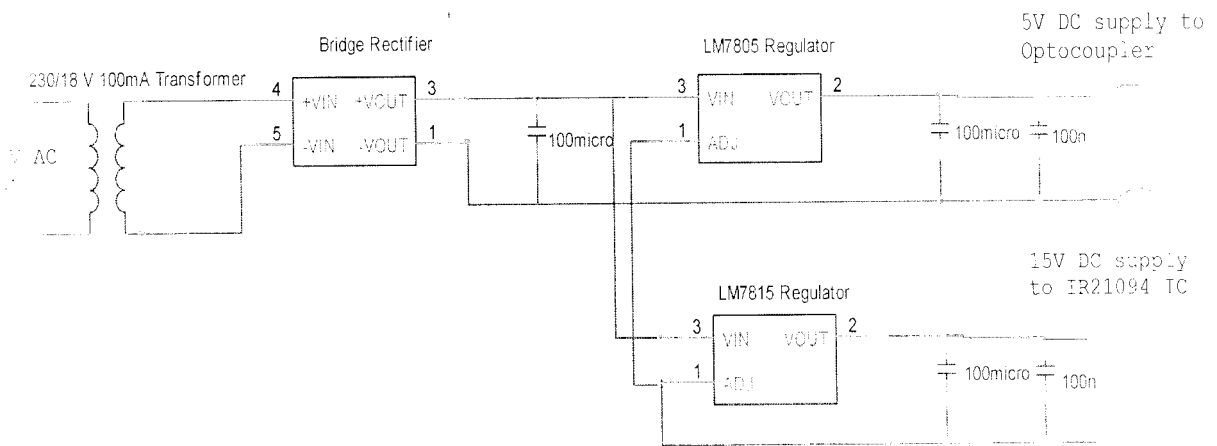 5V DC supply to
Optocoupler
Bridge Rectifier
LM7805 Regulator
230/18 V 100mA Transformer
4
+VIN
+VOUT
3
5
-VIN
-VOUT
1
100micro
3
VIN
VOUT
2
1
ADJ
100micro
100n
AC
15V DC supply
to IR21094 IC
LM7815 Regulator
3
VIN
VOUT
2
1
ADJ
100micro
100n